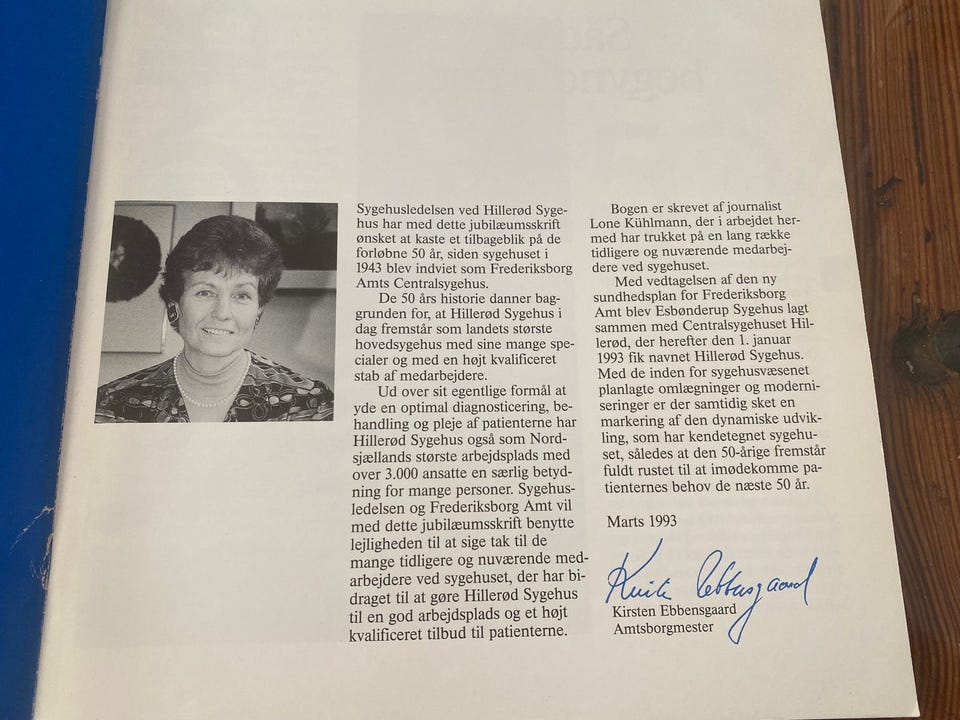 Sygehusledelsen ved Hillerød Syge-
hus har med dette jubilæumsskrift
ønsket at kaste et tilbageblik på de
forløbne 50 år, siden sygehuset i
1943 blev indviet som Frederiksborg
Amts Centralsygehus.
De 50 års historie danner bag-
grunden for, at Hillerød Sygehus i
dag fremstår som landets største
hovedsygehus med sine mange spe-
cialer og med en højt kvalificeret
stab af medarbejdere.
Ud over sit egentlige formål at
yde en optimal diagnosticering, be-
handling og pleje af patienterne har
Hillerød Sygehus også som Nord-
sjællands største arbejdsplads med
over 3.000 ansatte en særlig betyd-
ning for mange personer. Sygehus-
ledelsen og Frederiksborg Amt vil
med dette jubilæumsskrift benytte
lejligheden til at sige tak til de
mange tidligere og nuværende med-
arbejdere ved sygehuset, der har bi-
draget til at gøre Hillerød Sygehus
til en god arbejdsplads og et højt
kvalificeret tilbud til patienterne.
Bogen er skrevet af journalist
Lone Kühlmann, der i arbejdet her-
med har trukket på en lang række
tidligere og nuværende medarbej-
dere ved sygehuset.
Med vedtagelsen af den ny
sundhedsplan for Frederiksborg
Amt blev Esbønderup Sygehus lagt
sammen med Centralsygehuset Hil-
lerød, der herefter den 1. januar
1993 fik navnet Hillerød Sygehus.
Med de inden for sygehusvæsenet
planlagte omlægninger og moderni-
seringer er der samtidig sket en
markering af den dynamiske udvik-
ling, som har kendetegnet sygehu-
set, således at den 50-årige fremstår
fuldt rustet til at imødekomme pa-
tienternes behov de næste 50 år.
Marts 1993
Kirsten Ebbensgaard
Kirsten Ebbensgaard
Amtsborgmester